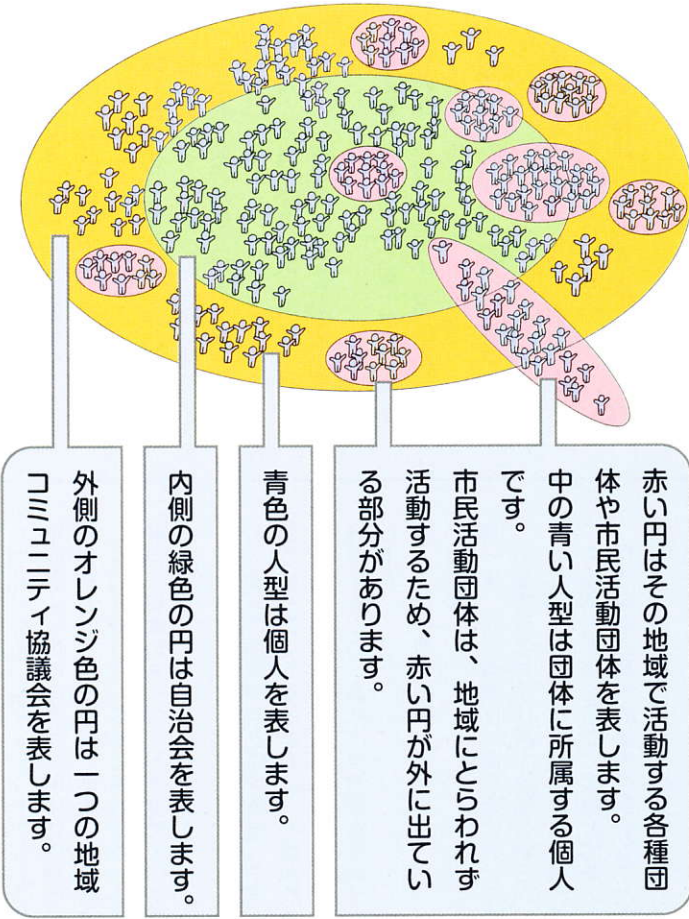 赤い円はその地域で活動する各種団
体や市民活動団体を表します。
中の青い人型は団体に所属する個人
です。
市民活動団体は、地域にとらわれず
活動するため、赤い円が外に出てい
る部分があります。
青色の人型は個人を表します。
内側の緑色の円は自治会を表します。
外側のオレンジ色の円は一つの地域
コミュニティ協議会を表します。